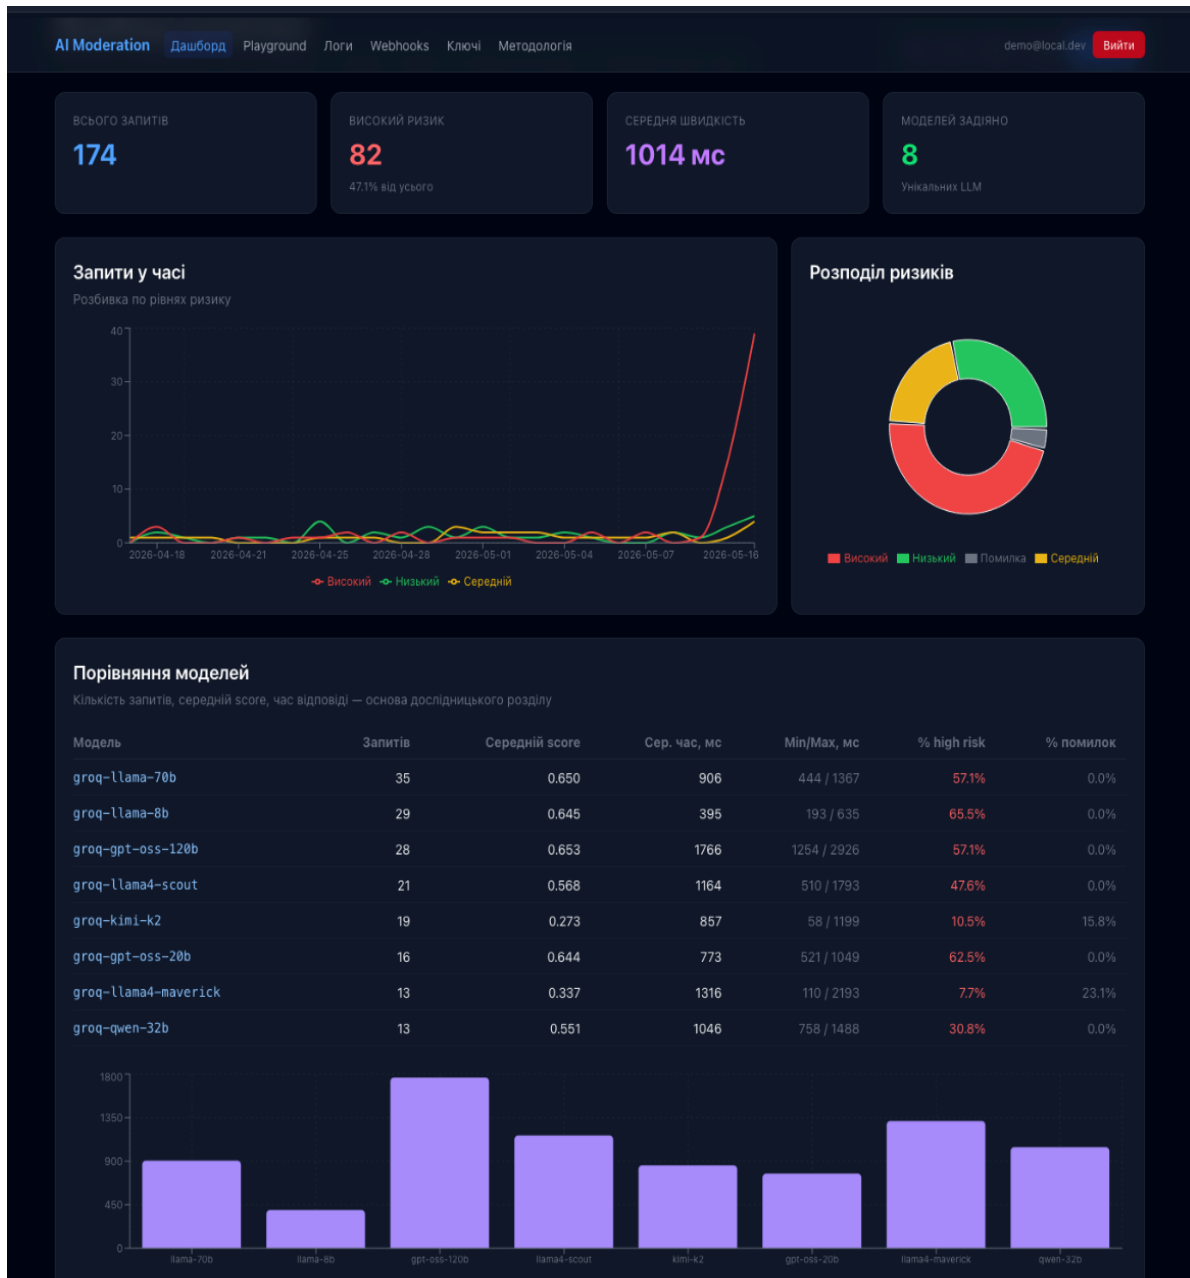 AI Moderation Дашборд Playground Логи Webhooks Ключі Методологія demo@local.dev Вийти
ВСЬОГО ЗАПИТІВ
174
ВИСОКИЙ РИЗИК
82
47.1% від усього
СЕРЕДНЯ ШВИДКІСТЬ
1014 мс
МОДЕЛЕЙ ЗАДІЯНО
8
Унікальних LLM
Запити у часі
Розбивка по рівнях ризику
40
30
20
10
0
2026-04-18 2026-04-21 2026-04-25 2026-04-28 2026-05-01 2026-05-04 2026-05-07 2026-05-16
Високий Низький Середній
Розподіл ризиків
Високий Низький Помилка Середній
Порівняння моделей
Кількість запитів, середній score, час відповіді — основа дослідницького розділу
Модель Запитів Середній score Сер. час, мс Min/Max, мс % high risk % помилок
groq-llama-70b 35 0.650 906 444 / 1367 57.1% 0.0%
groq-llama-8b 29 0.645 395 193 / 635 65.5% 0.0%
groq-gpt-oss-120b 28 0.653 1766 1254 / 2926 57.1% 0.0%
groq-llama4-scout 21 0.568 1164 510 / 1793 47.6% 0.0%
groq-kimi-k2 19 0.273 857 58 / 1199 10.5% 15.8%
groq-gpt-oss-20b 16 0.644 773 521 / 1049 62.5% 0.0%
groq-llama4-maverick 13 0.337 1316 110 / 2193 7.7% 23.1%
groq-qwen-32b 13 0.551 1046 758 / 1488 30.8% 0.0%
1800
1350
900
450
0
llama-70b llama-8b gpt-oss-120b llama4-scout kimi-k2 gpt-oss-20b llama4-maverick qwen-32b